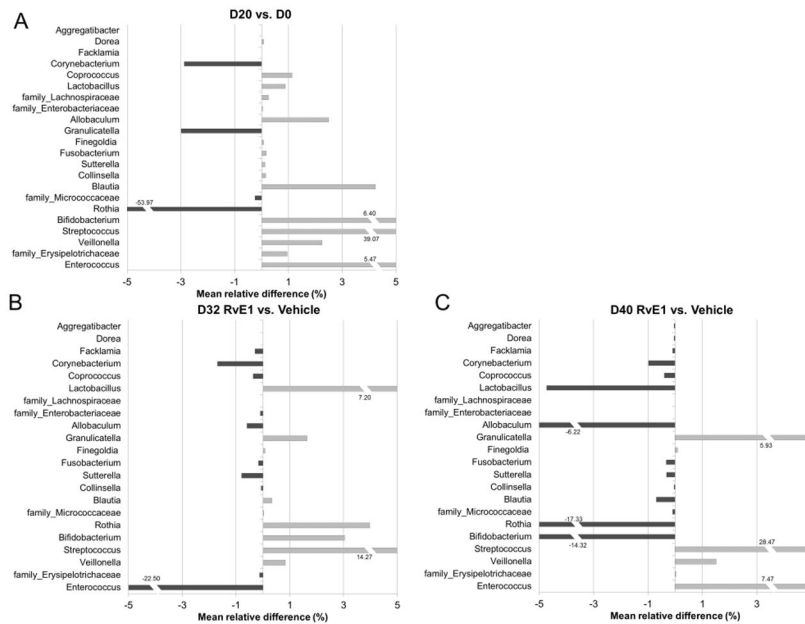 A
D20 vs. D0
Aggregatibacter
Dorea
Facklamia
Corynebacterium
Coprococcus
Lactobacillus
family_Lachnospiraceae
family_Enterobacteriaceae
Allobaculum
Granulicatella
Finegoldia
Fusobacterium
Sutterella
Collinsella
Blautia
family_Micrococcaceae
-53.97
Rothia
Bifidobacterium
6.40
Streptococcus
39.07
Veillonella
family_Erysipelotrichaceae
Enterococcus
5.47
-5 -3 -1 1 3 5
Mean relative difference (%)
B
D32 RvE1 vs. Vehicle
Aggregatibacter
Dorea
Facklamia
Corynebacterium
Coprococcus
Lactobacillus
7.20
family_Lachnospiraceae
family_Enterobacteriaceae
Allobaculum
Granulicatella
Finegoldia
Fusobacterium
Sutterella
Collinsella
Blautia
family_Micrococcaceae
Rothia
Bifidobacterium
Streptococcus
14.27
Veillonella
family_Erysipelotrichaceae
-22.50
Enterococcus
-5 -3 -1 1 3 5
Mean relative difference (%)
C
D40 RvE1 vs. Vehicle
Aggregatibacter
Dorea
Facklamia
Corynebacterium
Coprococcus
Lactobacillus
family_Lachnospiraceae
family_Enterobacteriaceae
Allobaculum
-6.22
Granulicatella
5.93
Finegoldia
Fusobacterium
Sutterella
Collinsella
Blautia
family_Micrococcaceae
-17.33
Rothia
Bifidobacterium
-14.32
Streptococcus
28.47
Veillonella
family_Erysipelotrichaceae
7.47
Enterococcus
-5 -3 -1 1 3
Mean relative difference (%)